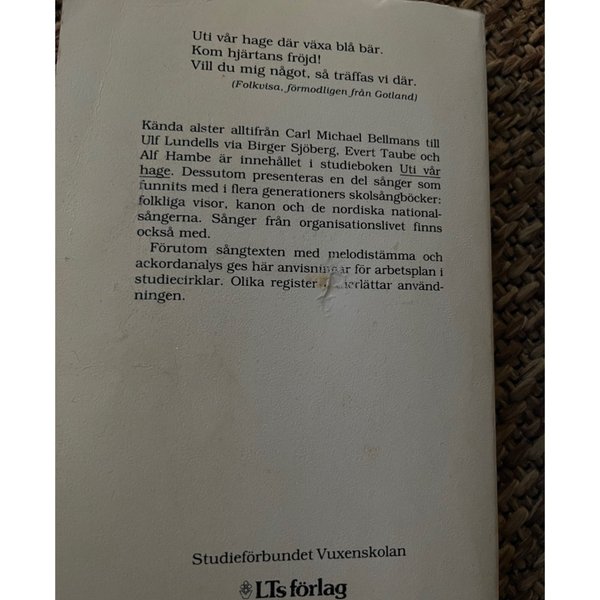 Uti vår hage där växa blå bär.
Kom hjärtans fröjd!
Vill du mig något, så träffas vi där.
(Folkvisa, förmodligen från Gotland)
Kända alster alltifrån Carl Michael Bellmans till
Ulf Lundells via Birger Sjöberg, Evert Taube och
Alf Hambe är innehållet i studieboken Uti vår
hage. Dessutom presenteras en del sånger som
funnits med i flera generationers skolsångböcker:
folkliga visor, kanon och de nordiska national-
sångerna. Sånger från organisationslivet finns
också med.
Förutom sångtexten med melodistämma och
ackordanalys ges här anvisningar för arbetsplan i
studiecirklar. Olika register användn-
ningen.
Studieförbundet Vuxenskolan
LTs förlag